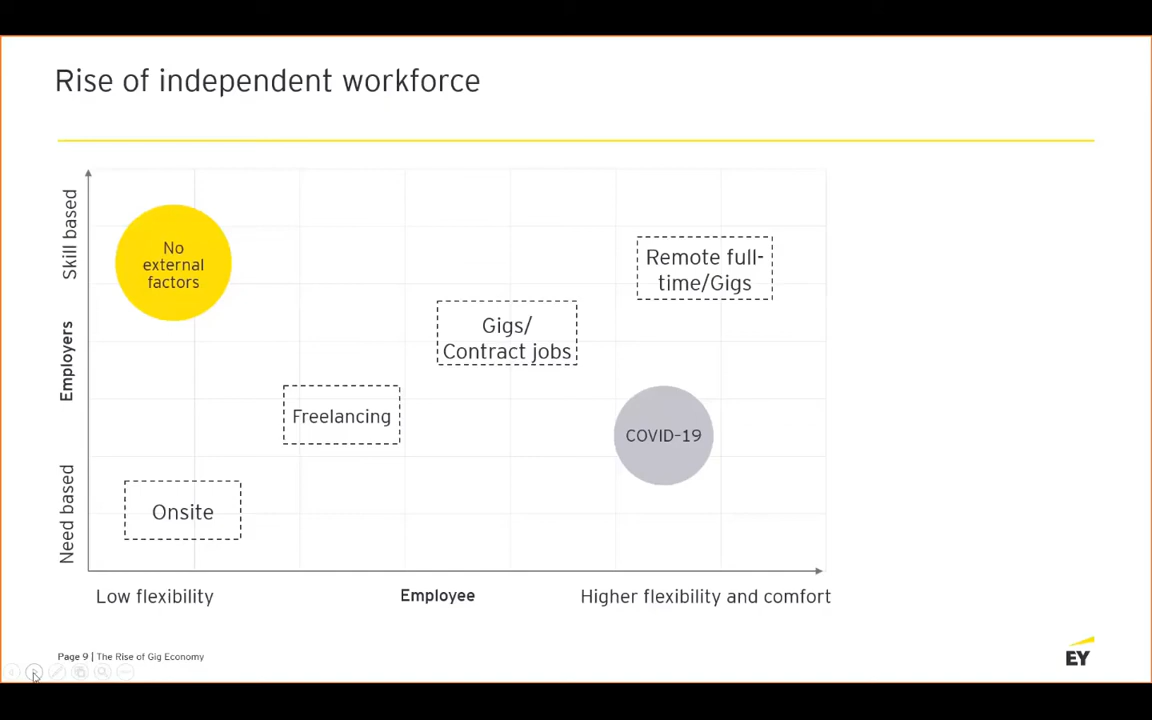 Rise of independent workforce
Skill based
Employers
Need based
No
external
factors
Remote full-
time/Gigs
Gigs/
Contract jobs
Freelancing
COVID-19
Onsite
Low flexibility
Employee
Higher flexibility and comfort
Page 9 | The Rise of Gig Economy
EY